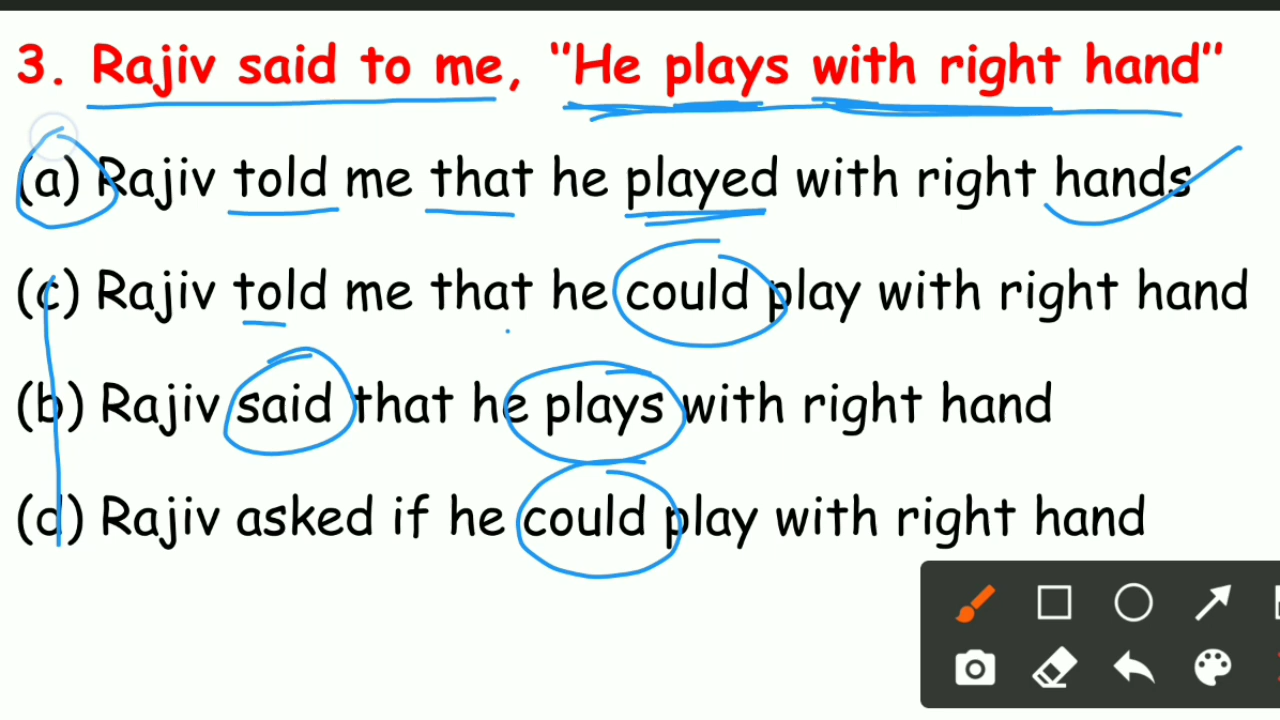 3. Rajiv said to me, "He plays with right hand"
(a) Rajiv told me that he played with right hands
(c) Rajiv told me that he could play with right hand
(b) Rajiv said that he plays with right hand
(d) Rajiv asked if he could play with right hand